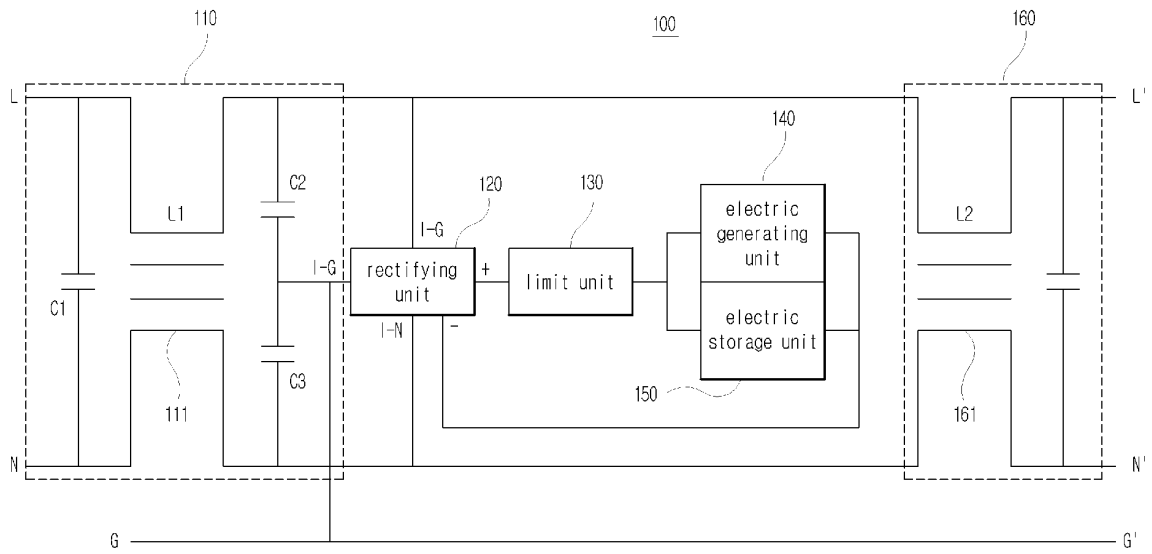 100
110
160
L
L'
140
C2
120
130
L1
electric
generating
unit
L2
I-G
I-G
rectifying
unit
+
limit unit
C1
I-N
-
electric
storage unit
C3
150
111
161
N
N'
G
G'